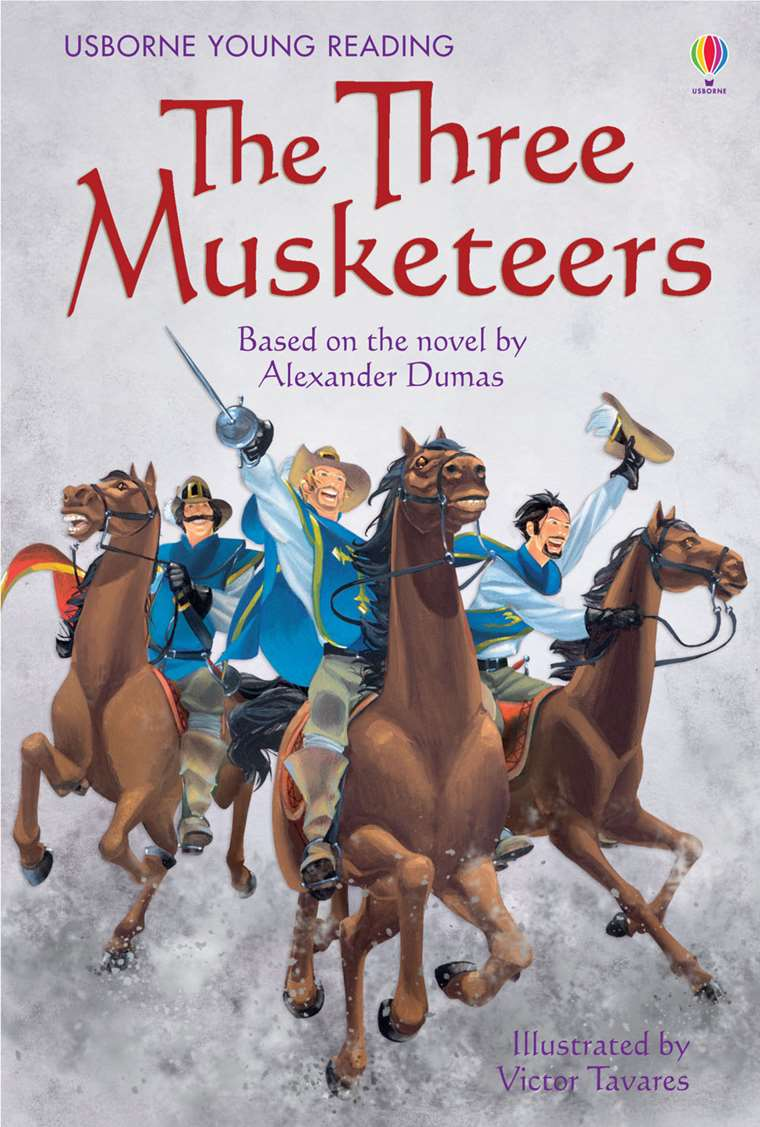 USBORNE YOUNG READING
USBORNE
The Three
Musketeers
Based on the novel by
Alexander Dumas
Illustrated by
Victor Tavares